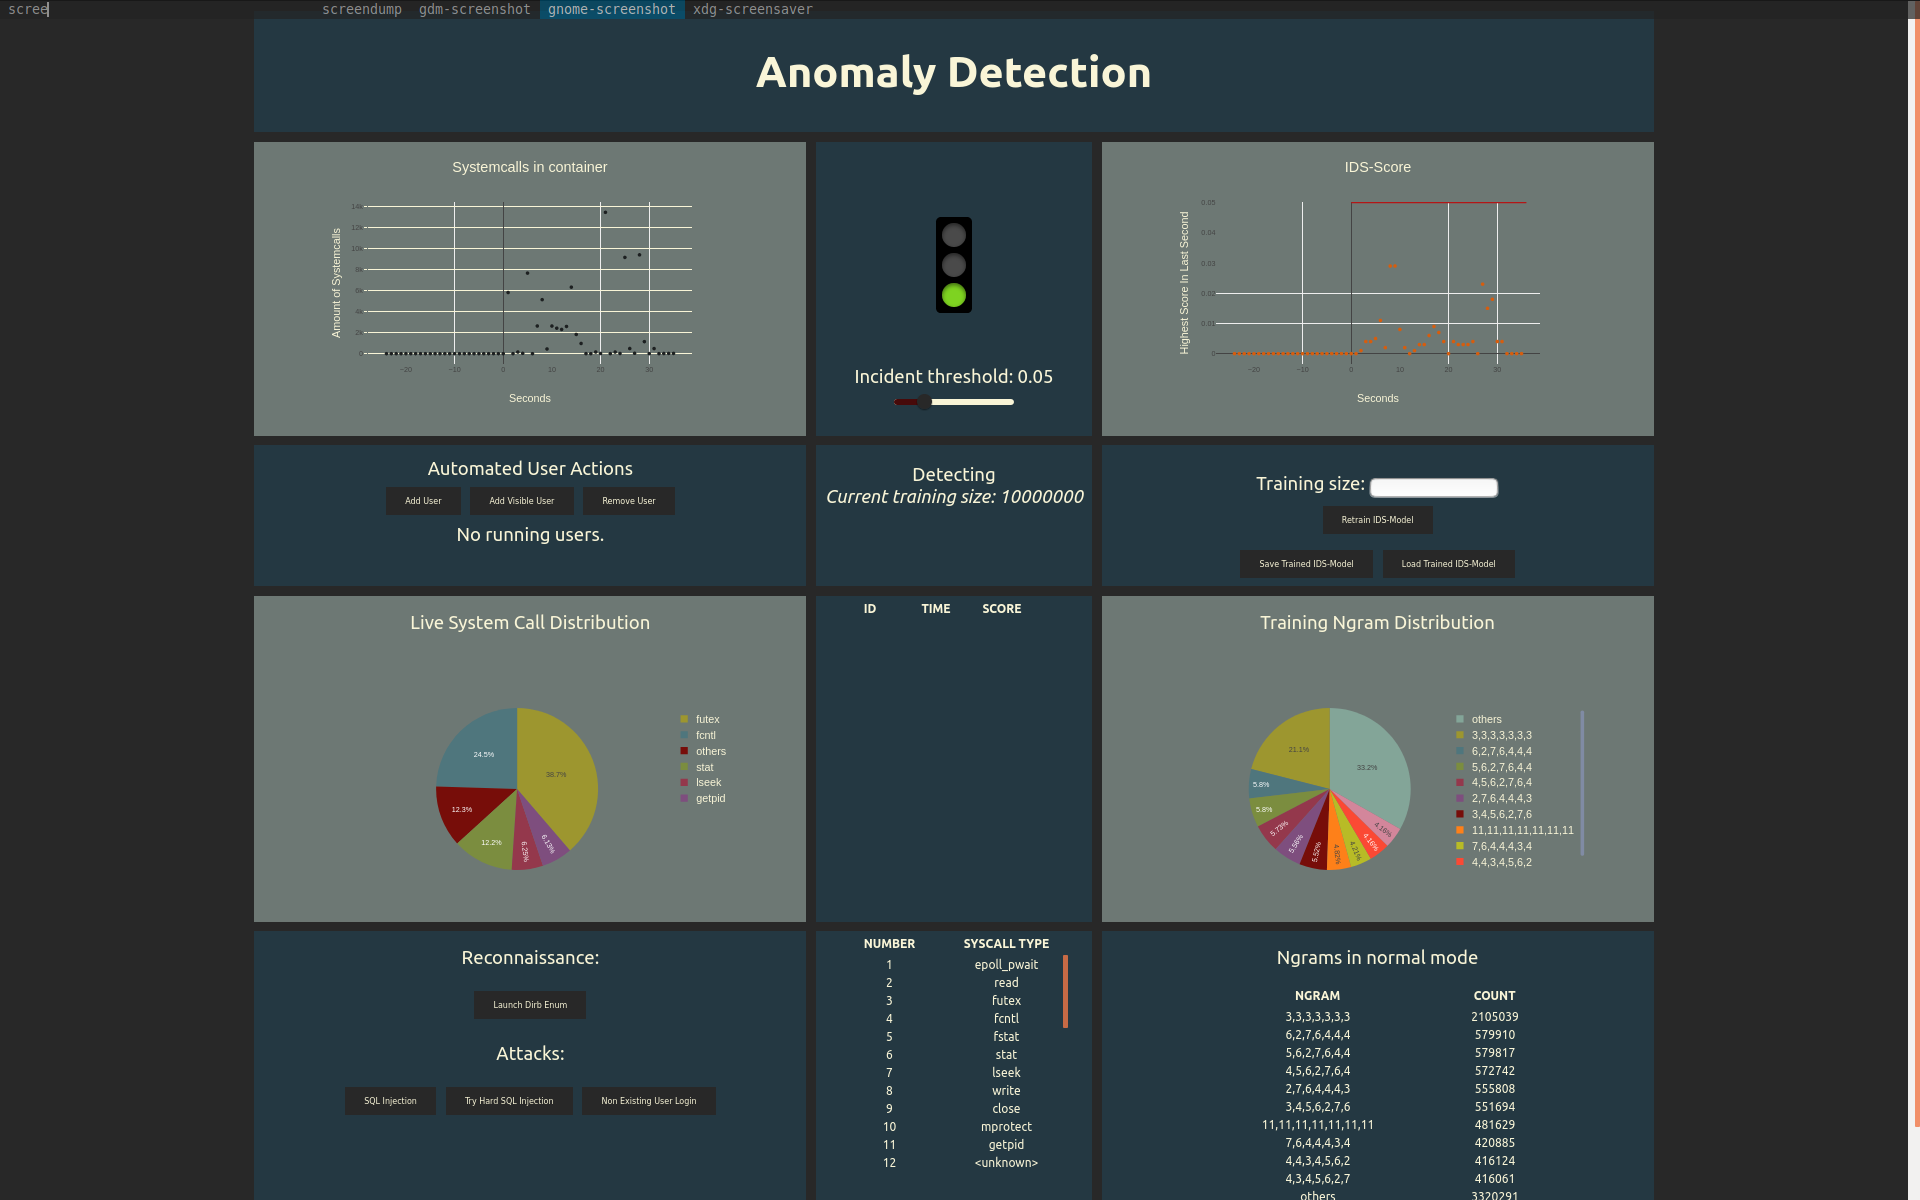 scree screendump gdm-screenshot gnome-screenshot xdg-screensaver
Anomaly Detection
Systemcalls in container
Amount of Systemcalls
14k
12k
10k
8k
6k
4k
2k
0
−20 −10 0 10 20 30
Seconds
Incident threshold: 0.05
IDS-Score
Highest Score In Last Second
0.05
0.04
0.03
0.02
0.01
0
−20 −10 0 10 20 30
Seconds
Automated User Actions
Add User Add Visible User Remove User
No running users.
Detecting
Current training size: 10000000
Training size:
Retrain IDS-Model
Save Trained IDS-Model Load Trained IDS-Model
Live System Call Distribution
38.7%
24.5%
12.3%
12.2%
6.25%
6.13%
futex
fcntl
others
stat
lseek
getpid
ID TIME SCORE
Training Ngram Distribution
33.2%
21.1%
5.8%
5.8%
5.73%
5.56%
5.52%
4.82%
4.21%
4.16%
4.16%
others
3,3,3,3,3,3,3
6,2,7,6,4,4,4
5,6,2,7,6,4,4
4,5,6,2,7,6,4
2,7,6,4,4,4,3
3,4,5,6,2,7,6
11,11,11,11,11,11,11
7,6,4,4,4,3,4
4,4,3,4,5,6,2
Reconnaissance:
Launch Dirb Enum
Attacks:
SQL Injection Try Hard SQL Injection Non Existing User Login
NUMBER SYSCALL TYPE
1 epoll_pwait
2 read
3 futex
4 fcntl
5 fstat
6 stat
7 lseek
8 write
9 close
10 mprotect
11 getpid
12 <unknown>
Ngrams in normal mode
NGRAM COUNT
3,3,3,3,3,3,3 2105039
6,2,7,6,4,4,4 579910
5,6,2,7,6,4,4 579817
4,5,6,2,7,6,4 572742
2,7,6,4,4,4,3 555808
3,4,5,6,2,7,6 551694
11,11,11,11,11,11,11 481629
7,6,4,4,4,3,4 420885
4,4,3,4,5,6,2 416124
4,3,4,5,6,2,7 416061
others 3320291